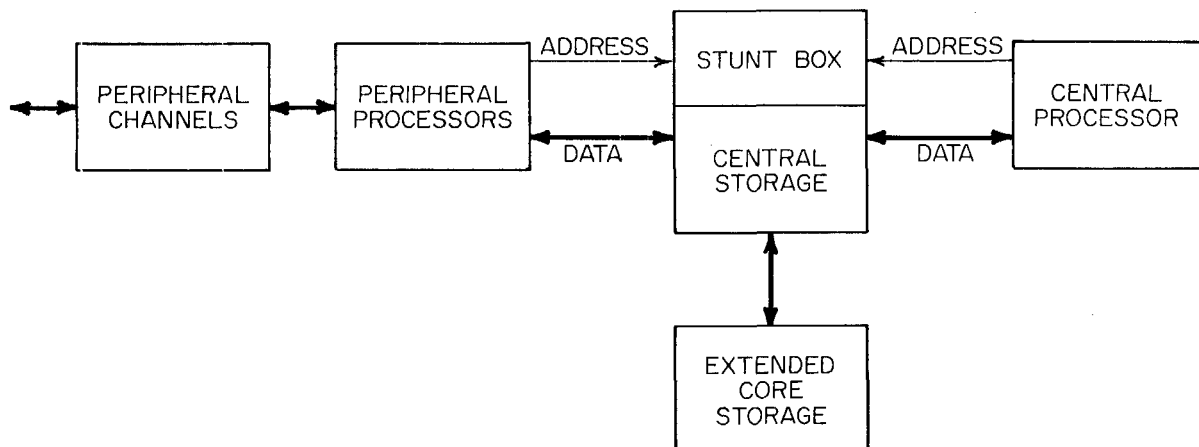 PERIPHERAL
CHANNELS
PERIPHERAL
PROCESSORS
ADDRESS
DATA
STUNT BOX
CENTRAL
STORAGE
ADDRESS
DATA
CENTRAL
PROCESSOR
EXTENDED
CORE
STORAGE